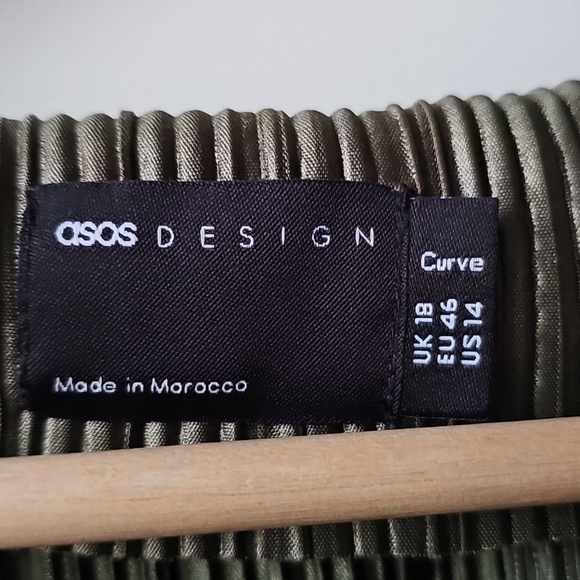 asos DESIGN
Made in Morocco
Curve
UK 18
EU 46
US 14